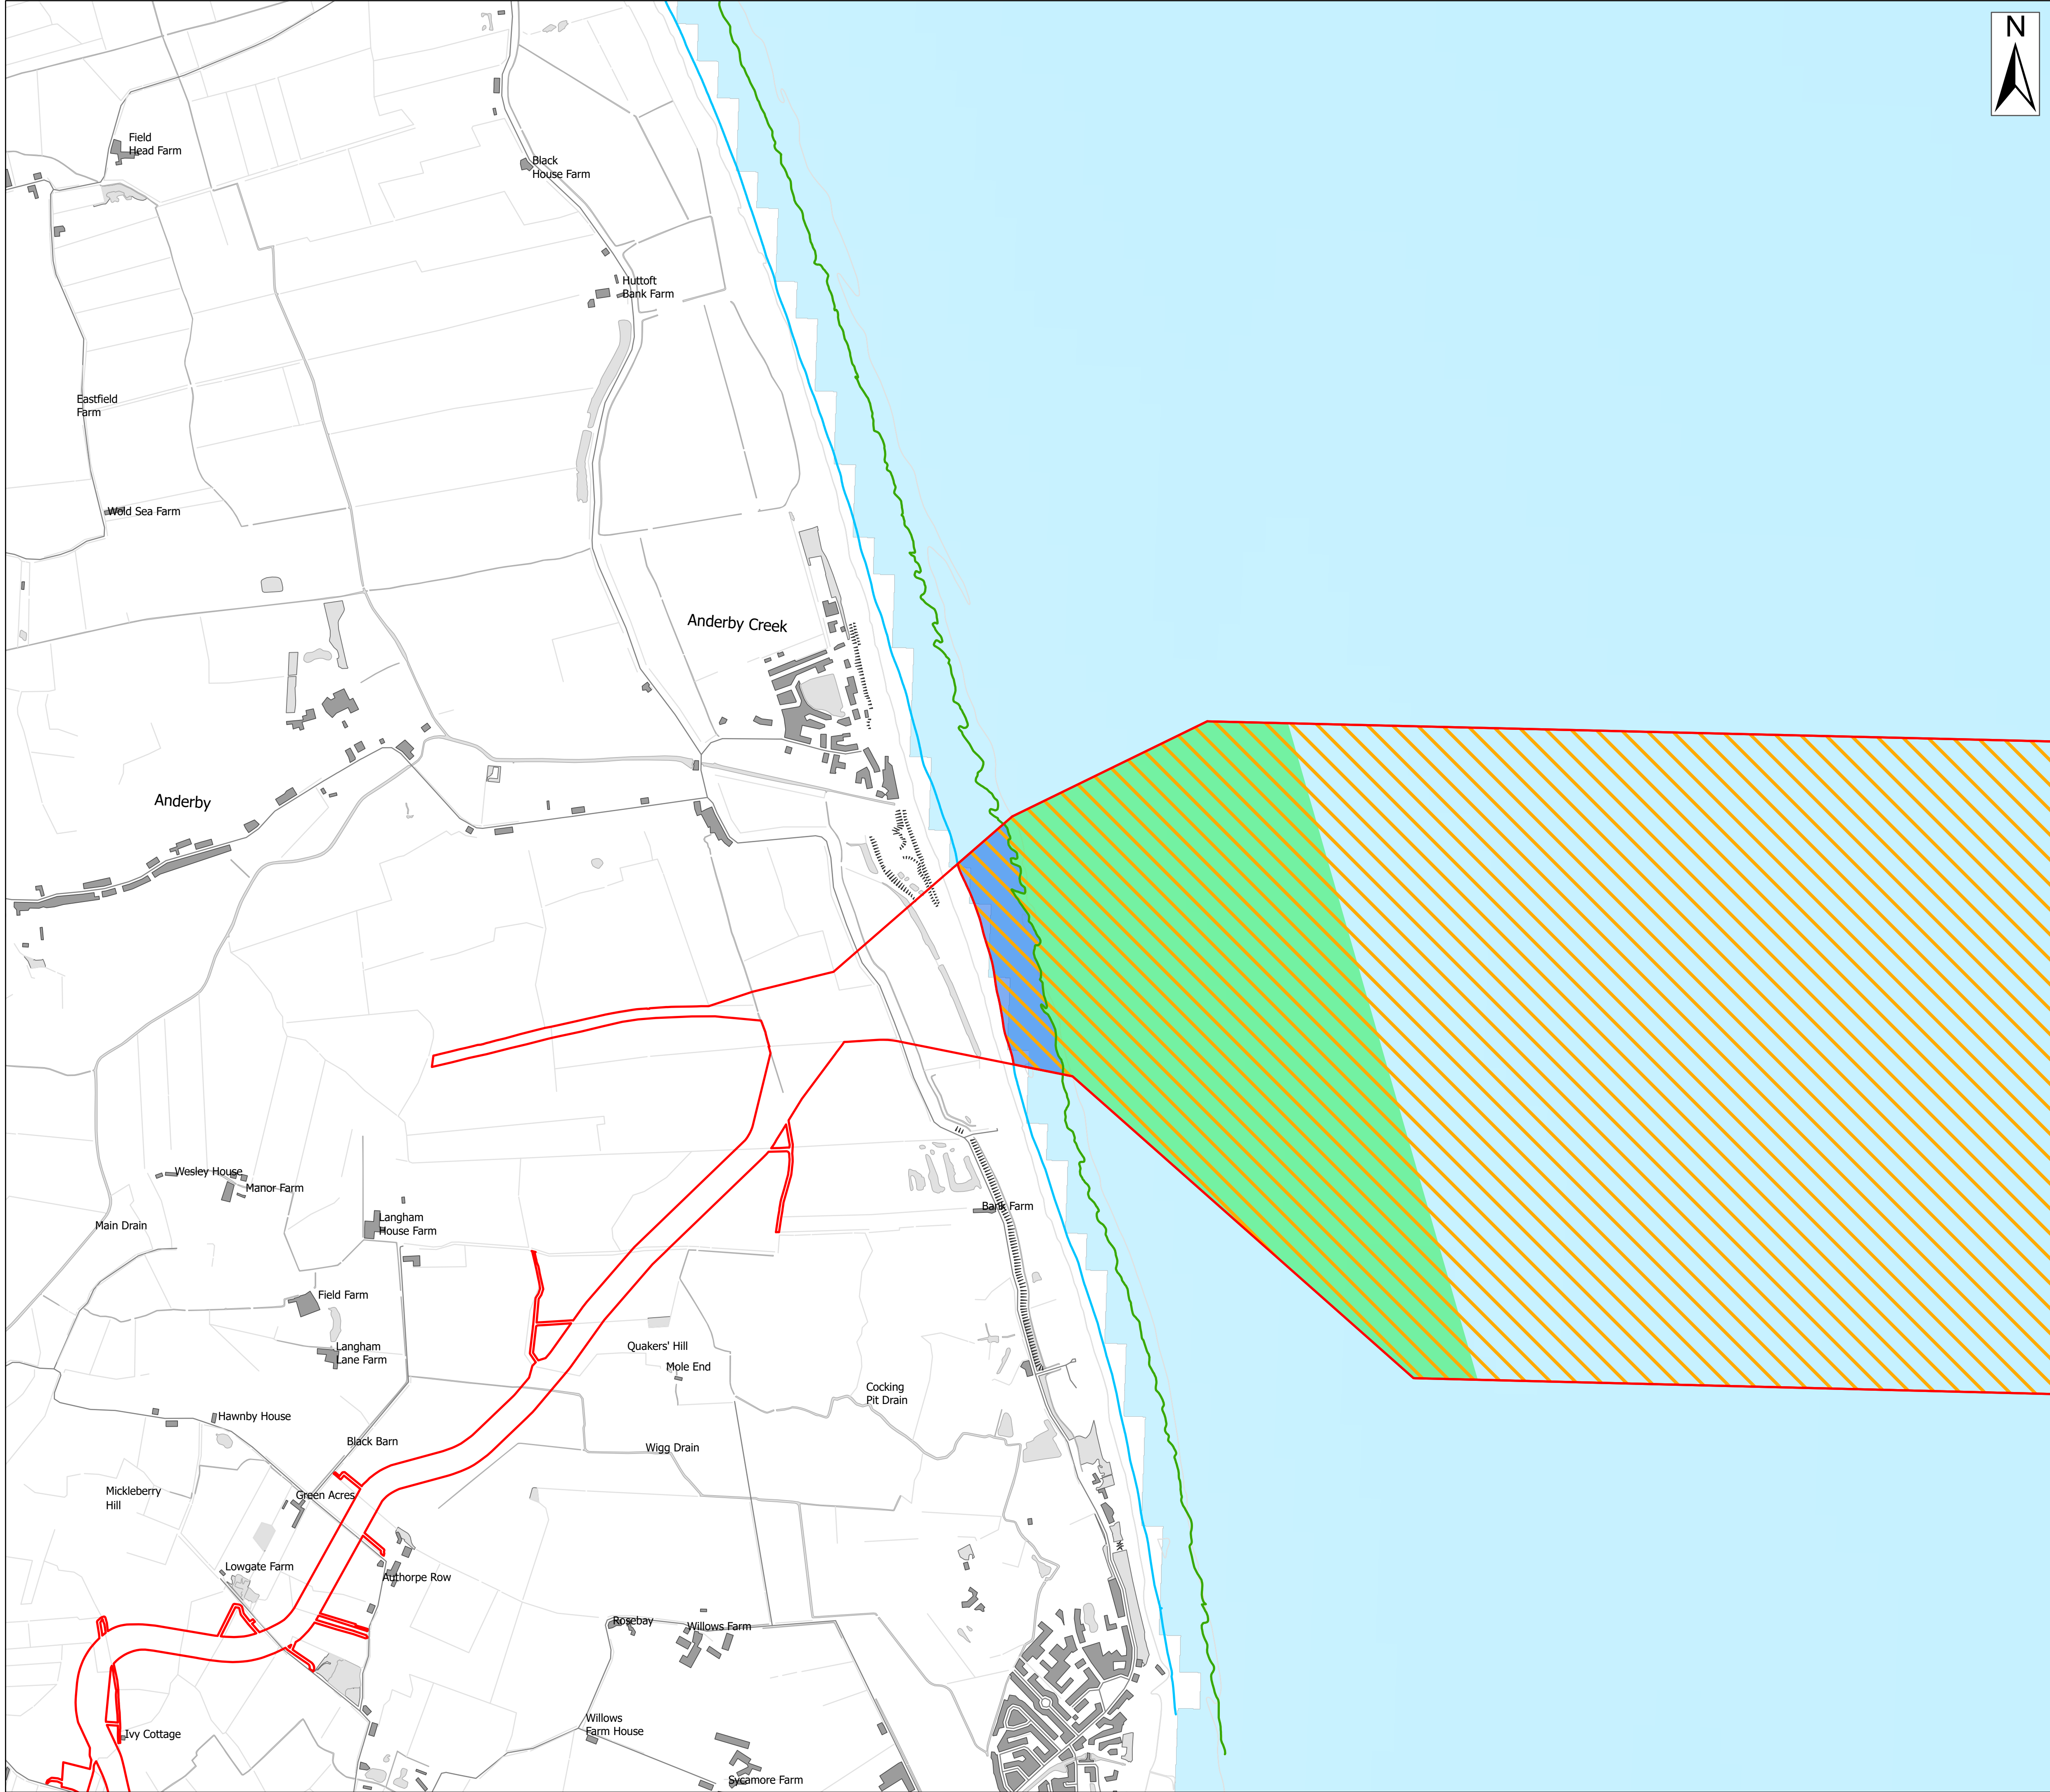 N
Field
Head Farm
Black
House Farm
Huttoft
Bank Farm
Eastfield
Farm
Wold Sea Farm
Anderby Creek
Anderby
Wesley House
Manor Farm
Main Drain
Langham
House Farm
Bank Farm
Field Farm
Langham
Lane Farm
Quakers' Hill
Mole End
Cocking
Pit Drain
Hawnby House
Black Barn
Wigg Drain
Mickleberry
Hill
Green Acres
Lowgate Farm
Authorpe Row
Rosebay
Willows Farm
Willows
Farm House
Ivy Cottage
Sycamore Farm